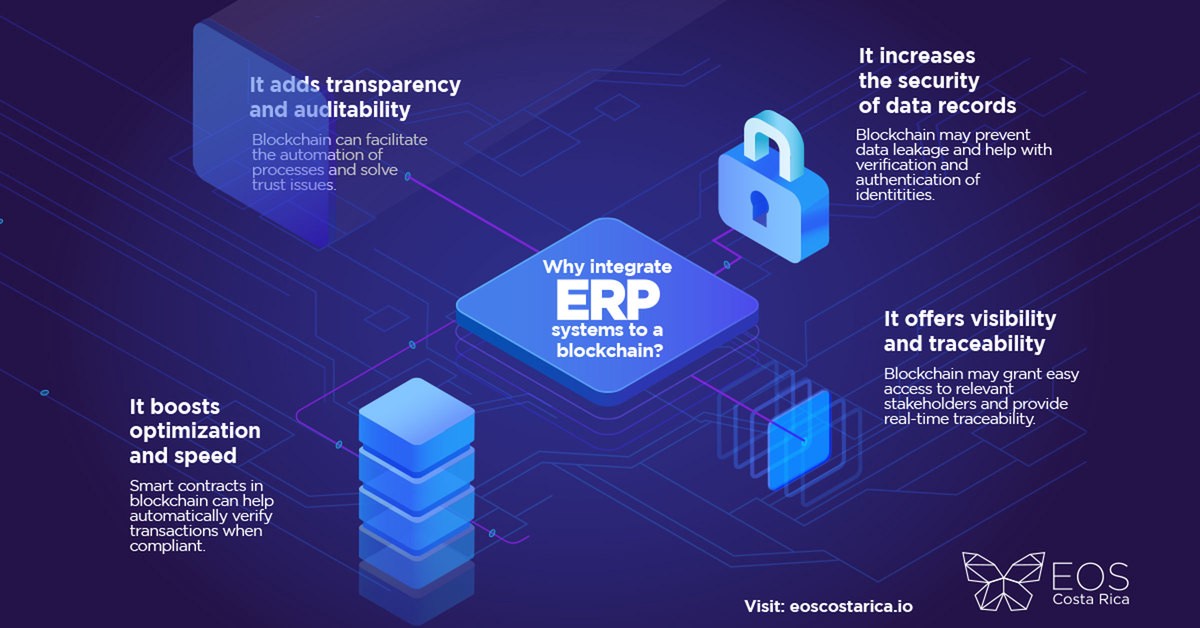 It adds transparency
and auditability
Blockchain can facilitate
the automation of
processes and solve
trust issues.
It increases
the security
of data records
Blockchain may prevent
data leakage and help with
verification and
authentication of
identitities.
Why integrate
ERP
systems to a
blockchain?
It offers visibility
and traceability
Blockchain may grant easy
access to relevant
stakeholders and provide
real-time traceability.
It boosts
optimization
and speed
Smart contracts in
blockchain can help
automatically verify
transactions when
compliant.
Visit: eoscostarica.io
EOS
Costa Rica